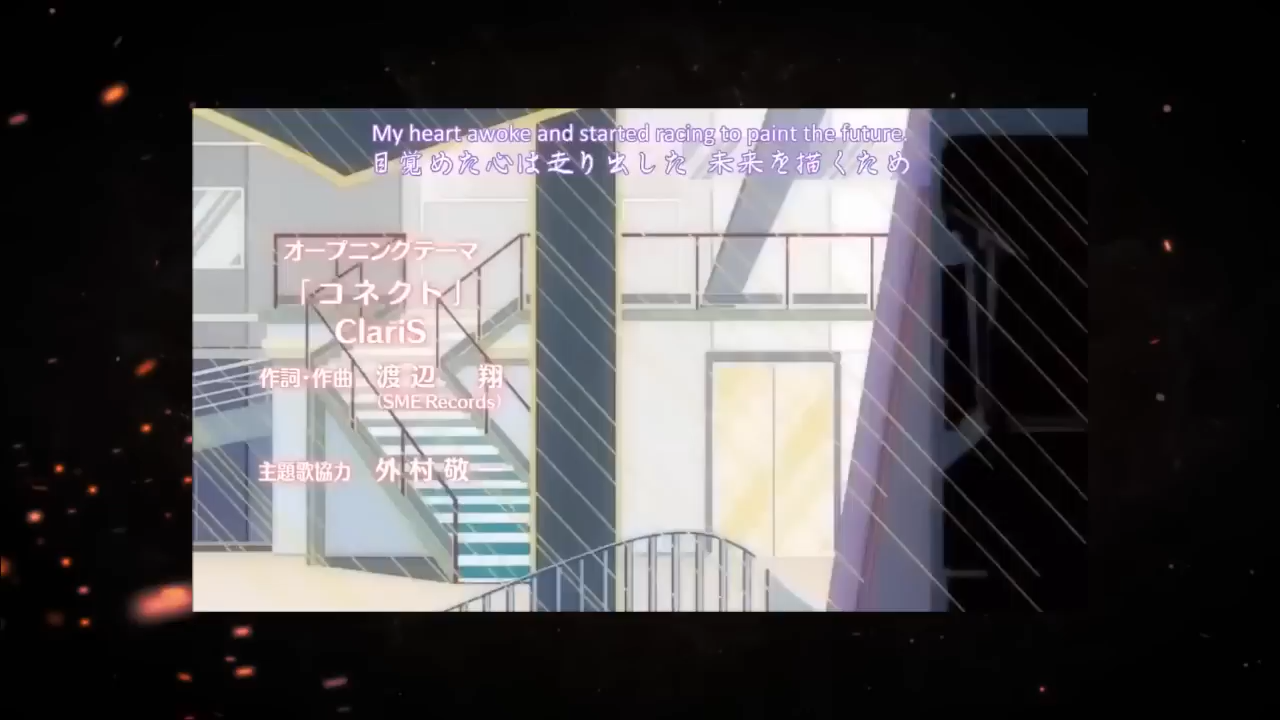 My heart awoke and started racing to paint the future.
目覚めた心は走り出した 未来を描くため
オープニングテーマ
「コネクト」
ClariS
作詞・作曲 渡辺 翔
(SME Records)
主題歌協力 外村敬一